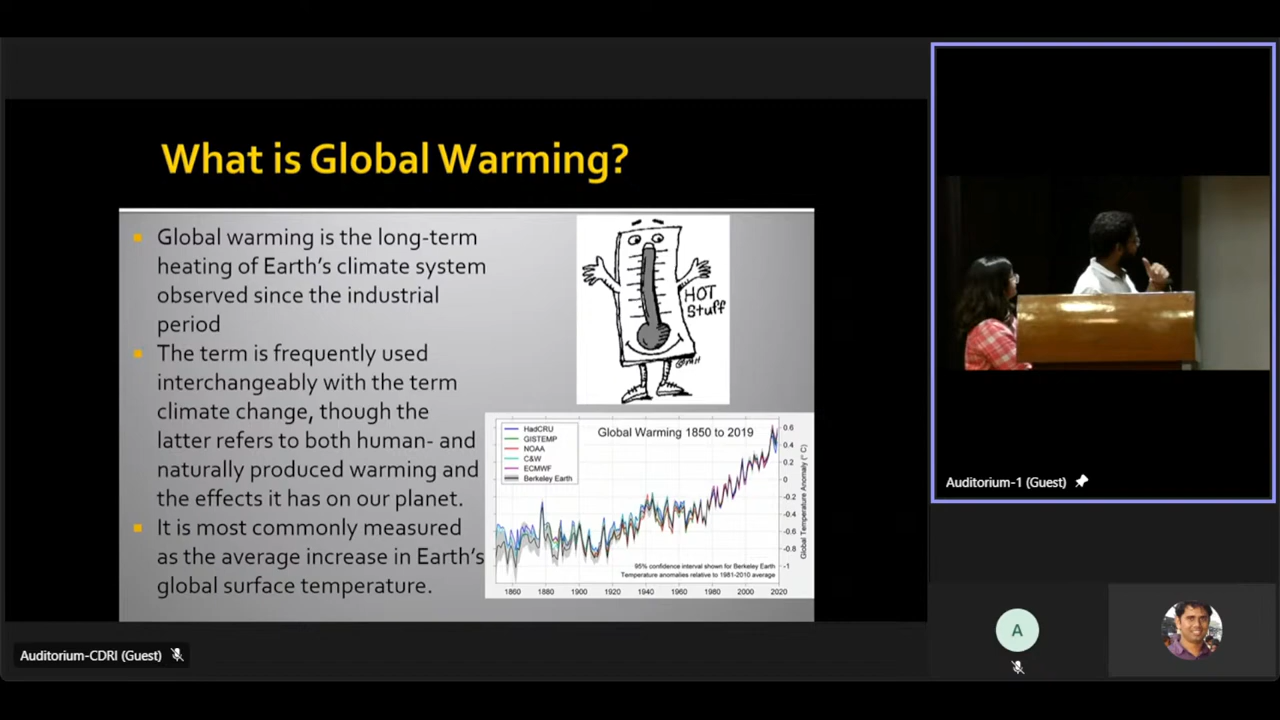 What is Global Warming?
Global warming is the long-term
heating of Earth's climate system
observed since the industrial
period
The term is frequently used
interchangeably with the term
climate change, though the
latter refers to both human- and
naturally produced warming and
the effects it has on our planet.
It is most commonly measured
as the average increase in Earth's
global surface temperature.
HOT
Stuff
Global Warming 1850 to 2019
HadCRU
GISTEMP
NOAA
C&W
ECMWF
Berkeley Earth
0.6
0.4
0.2
0
-0.2
-0.4
-0.6
-0.8
-1
Global Temperature Anomaly (° C)
95% confidence interval shown for Berkeley Earth
Temperature anomalies relative to 1981-2010 average
1860 1880 1900 1920 1940 1960 1980 2000 2020
Auditorium-CDRI (Guest)
Auditorium-1 (Guest)
A